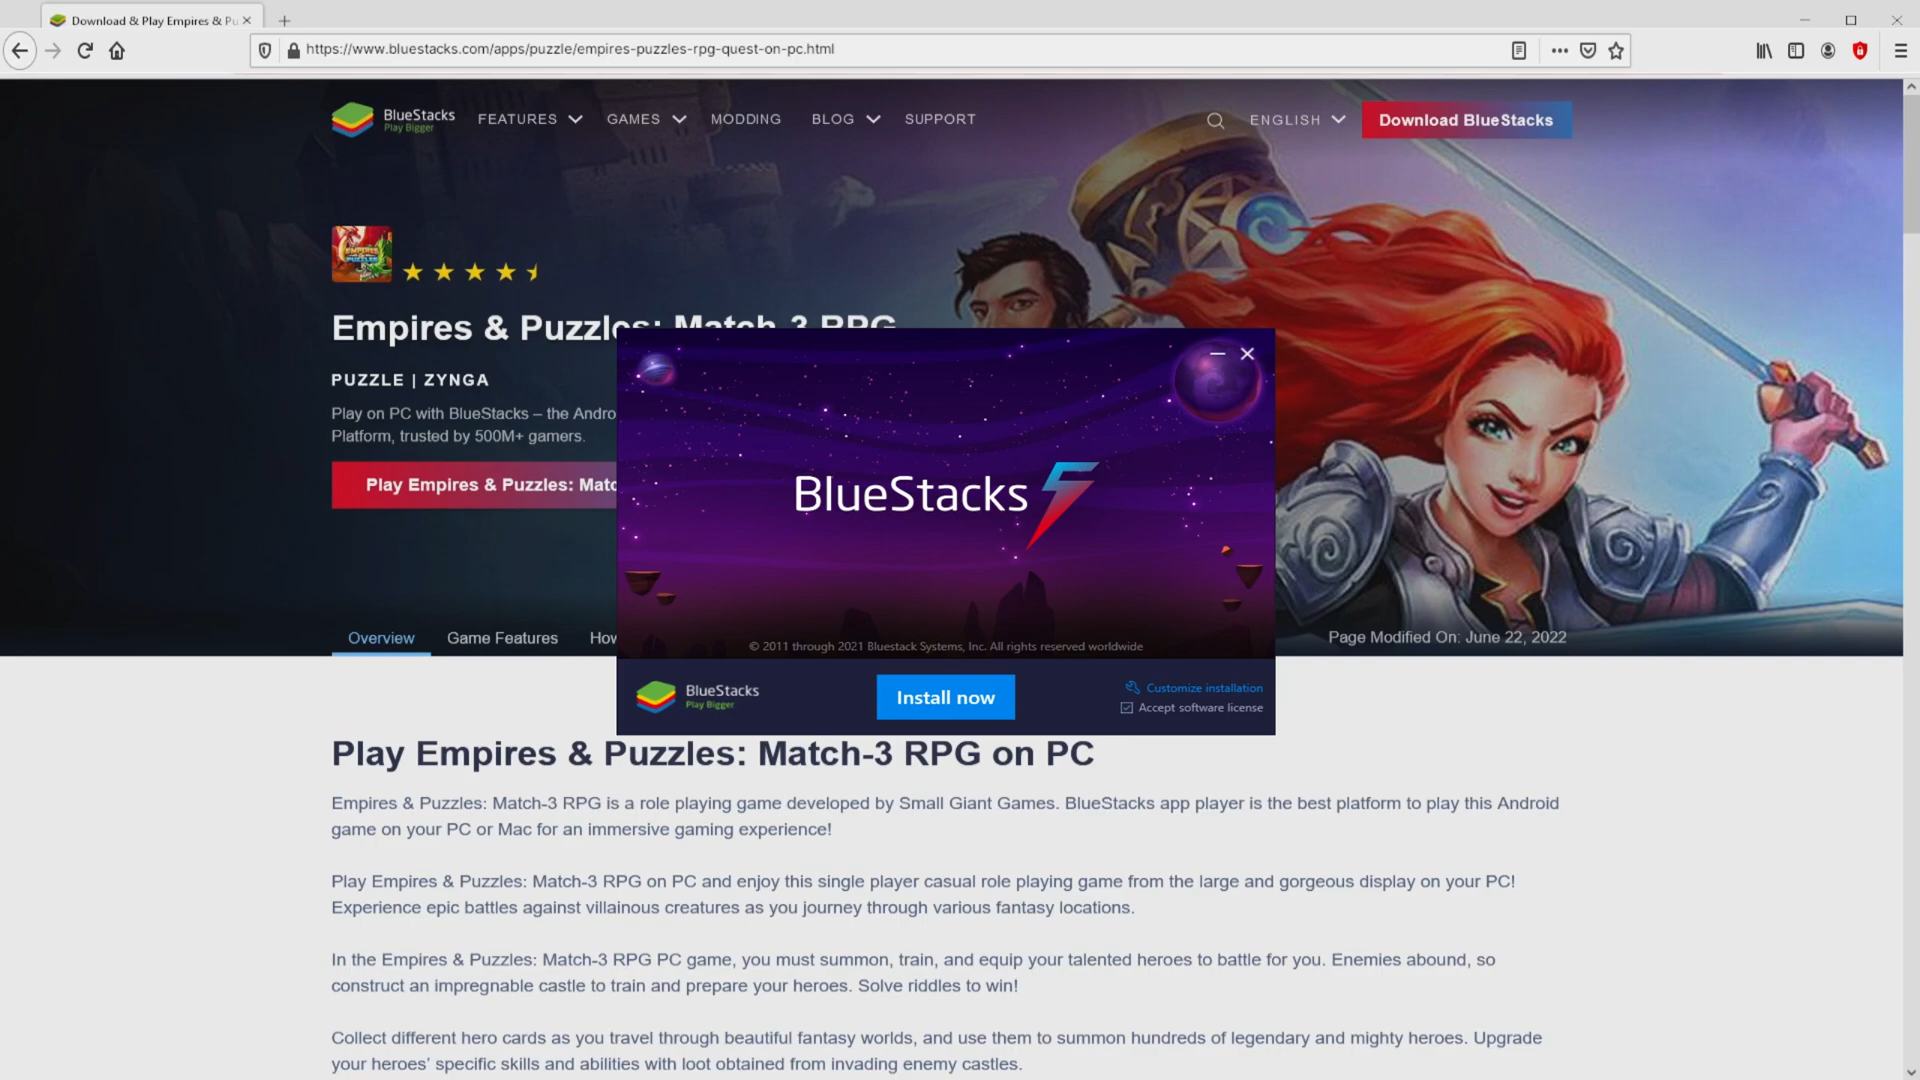 Download & Play Empires & Pu
https://www.bluestacks.com/apps/puzzle/empires-puzzles-rpg-quest-on-pc.html
BlueStacks
Play Bigger
FEATURES
GAMES
MODDING
BLOG
SUPPORT
ENGLISH
Download BlueStacks
EMPIRES
PUZZLES
Empires & Puzzles: Match-3 RPG
PUZZLE | ZYNGA
Play on PC with BlueStacks – the Andro
Platform, trusted by 500M+ gamers.
Play Empires & Puzzles: Matc
BlueStacks 5
© 2011 through 2021 Bluestack Systems, Inc. All rights reserved worldwide
BlueStacks
Play Bigger
Install now
Customize installation
Accept software license
Overview
Game Features
How
Page Modified On: June 22, 2022
Play Empires & Puzzles: Match-3 RPG on PC
Empires & Puzzles: Match-3 RPG is a role playing game developed by Small Giant Games. BlueStacks app player is the best platform to play this Android
game on your PC or Mac for an immersive gaming experience!
Play Empires & Puzzles: Match-3 RPG on PC and enjoy this single player casual role playing game from the large and gorgeous display on your PC!
Experience epic battles against villainous creatures as you journey through various fantasy locations.
In the Empires & Puzzles: Match-3 RPG PC game, you must summon, train, and equip your talented heroes to battle for you. Enemies abound, so
construct an impregnable castle to train and prepare your heroes. Solve riddles to win!
Collect different hero cards as you travel through beautiful fantasy worlds, and use them to summon hundreds of legendary and mighty heroes. Upgrade
your heroes’ specific skills and abilities with loot obtained from invading enemy castles.